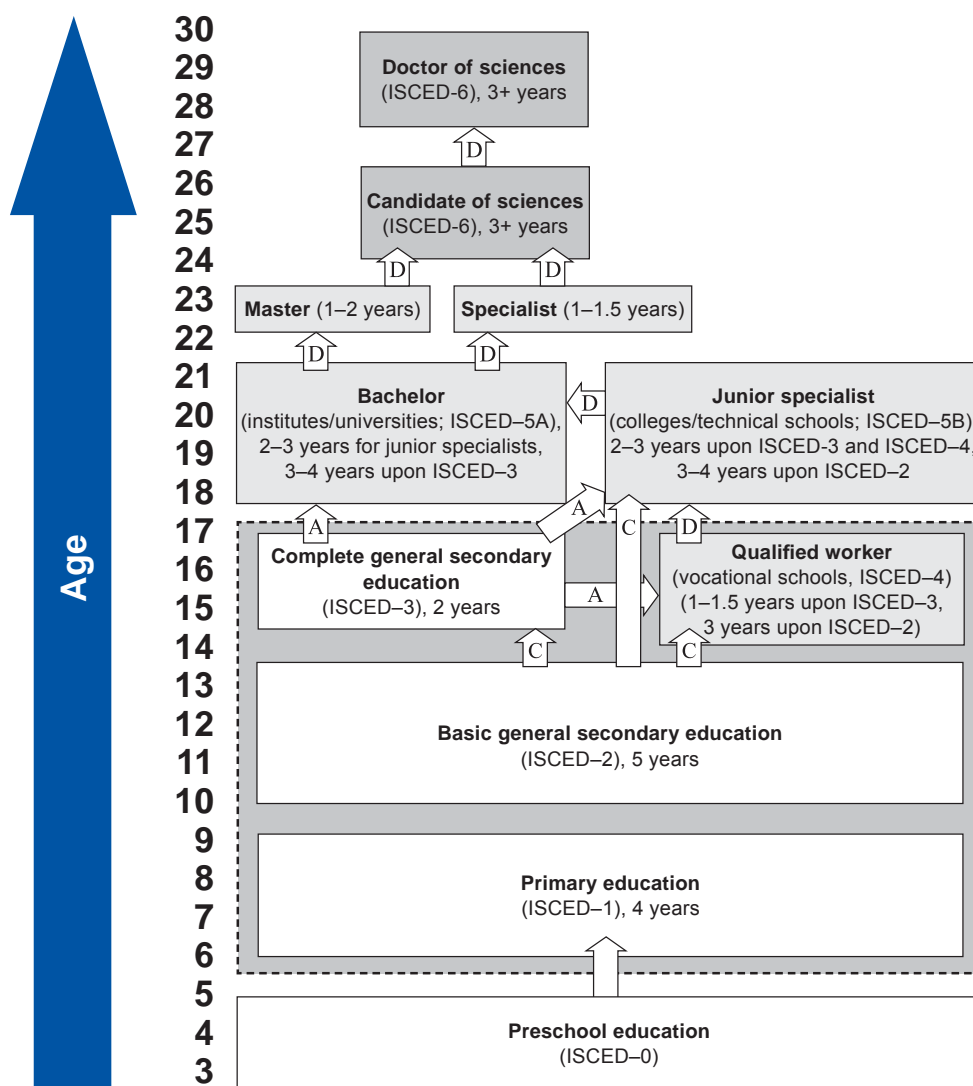 30
29
28
27
26
25
24
23
22
21
20
19
18
17
16
15
14
13
12
11
10
9
8
7
6
5
4
3
Age
Doctor of sciences
(ISCED-6), 3+ years
D
Candidate of sciences
(ISCED-6), 3+ years
D
D
Master (1–2 years)
Specialist (1–1.5 years)
D
D
Bachelor
(institutes/universities; ISCED–5A),
2–3 years for junior specialists,
3–4 years upon ISCED–3
D
Junior specialist
(colleges/technical schools; ISCED–5B)
2–3 years upon ISCED-3 and ISCED–4,
3–4 years upon ISCED–2
A
A
C
D
Complete general secondary
education
(ISCED–3), 2 years
A
Qualified worker
(vocational schools, ISCED–4)
(1–1.5 years upon ISCED–3,
3 years upon ISCED–2)
C
C
Basic general secondary education
(ISCED–2), 5 years
Primary education
(ISCED–1), 4 years
Preschool education
(ISCED–0)